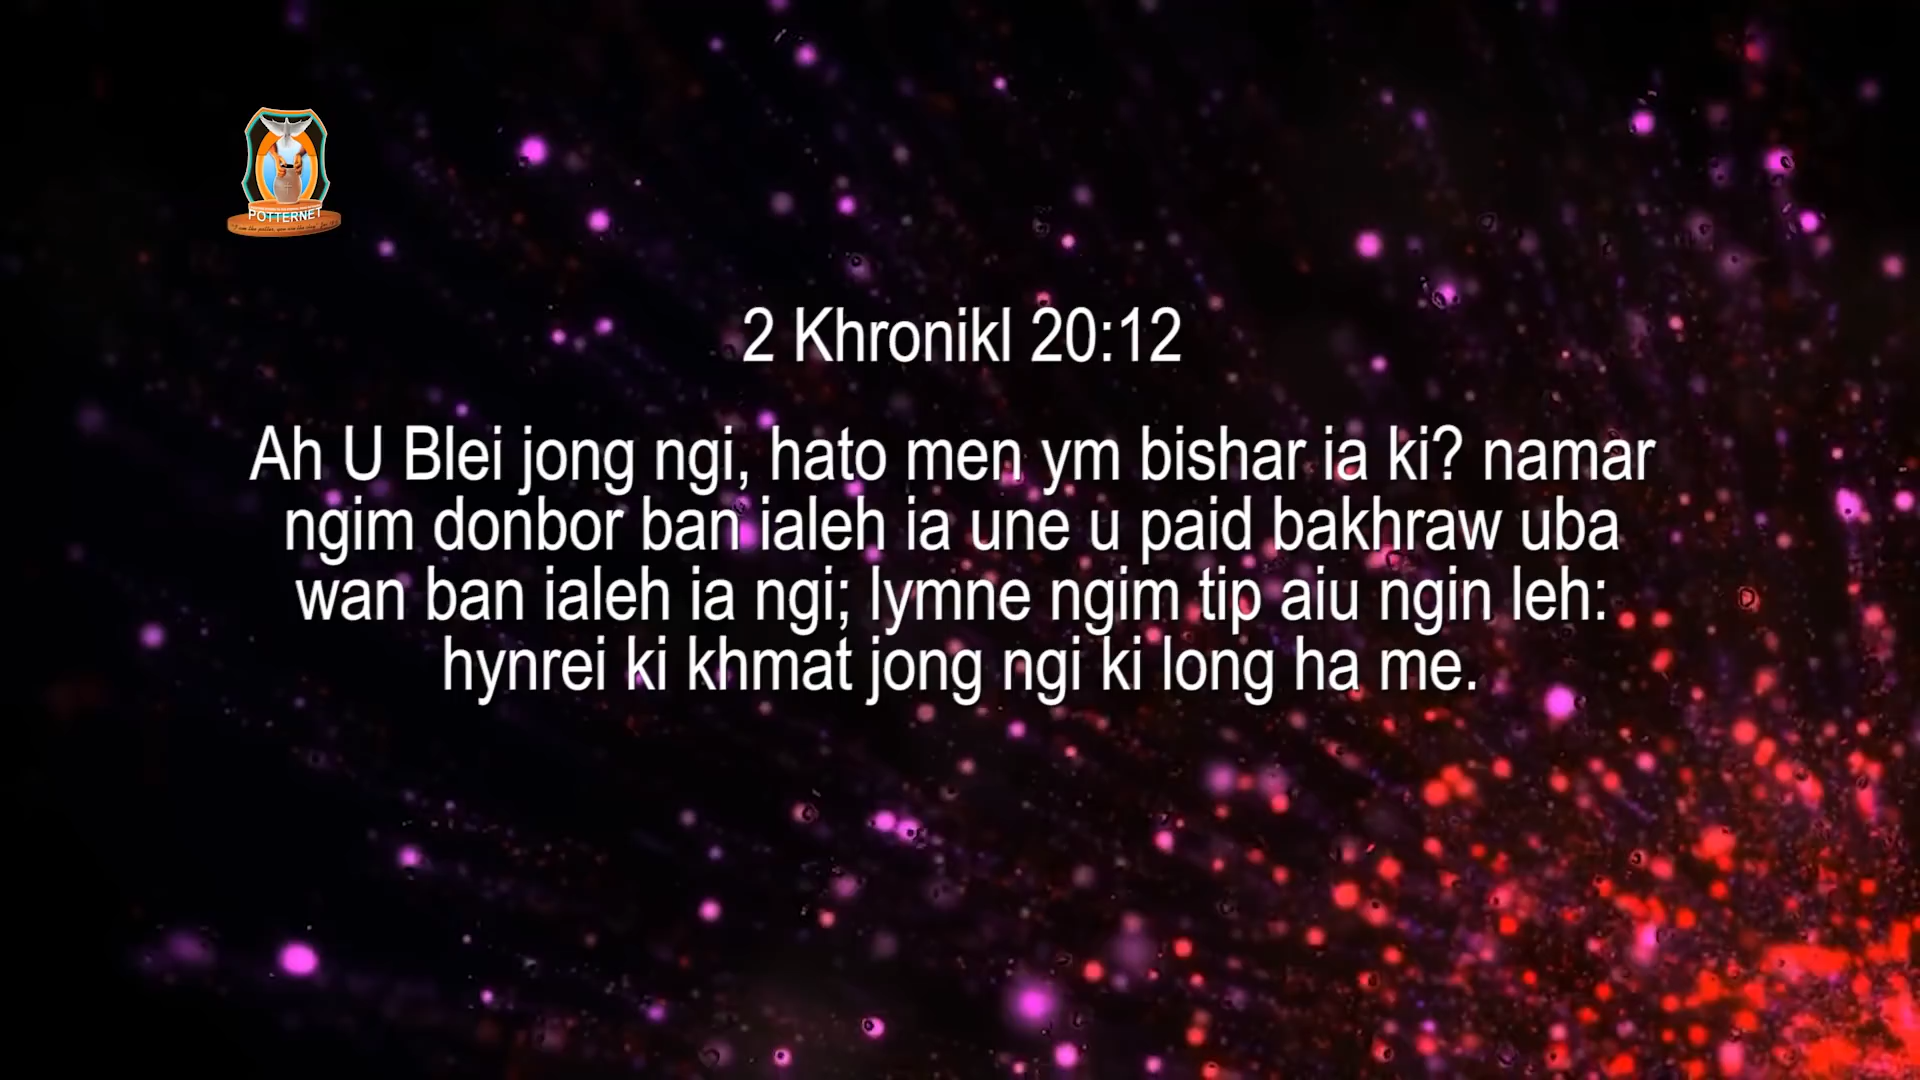 POTTERNET
2 Khronikl 20:12
Ah U Blei jong ngi, hato men ym bishar ia ki? namar
ngim donbor ban ialeh ia une u paid bakhraw uba
wan ban ialeh ia ngi; lymne ngim tip aiu ngin leh:
hynrei ki khmat jong ngi ki long ha me.